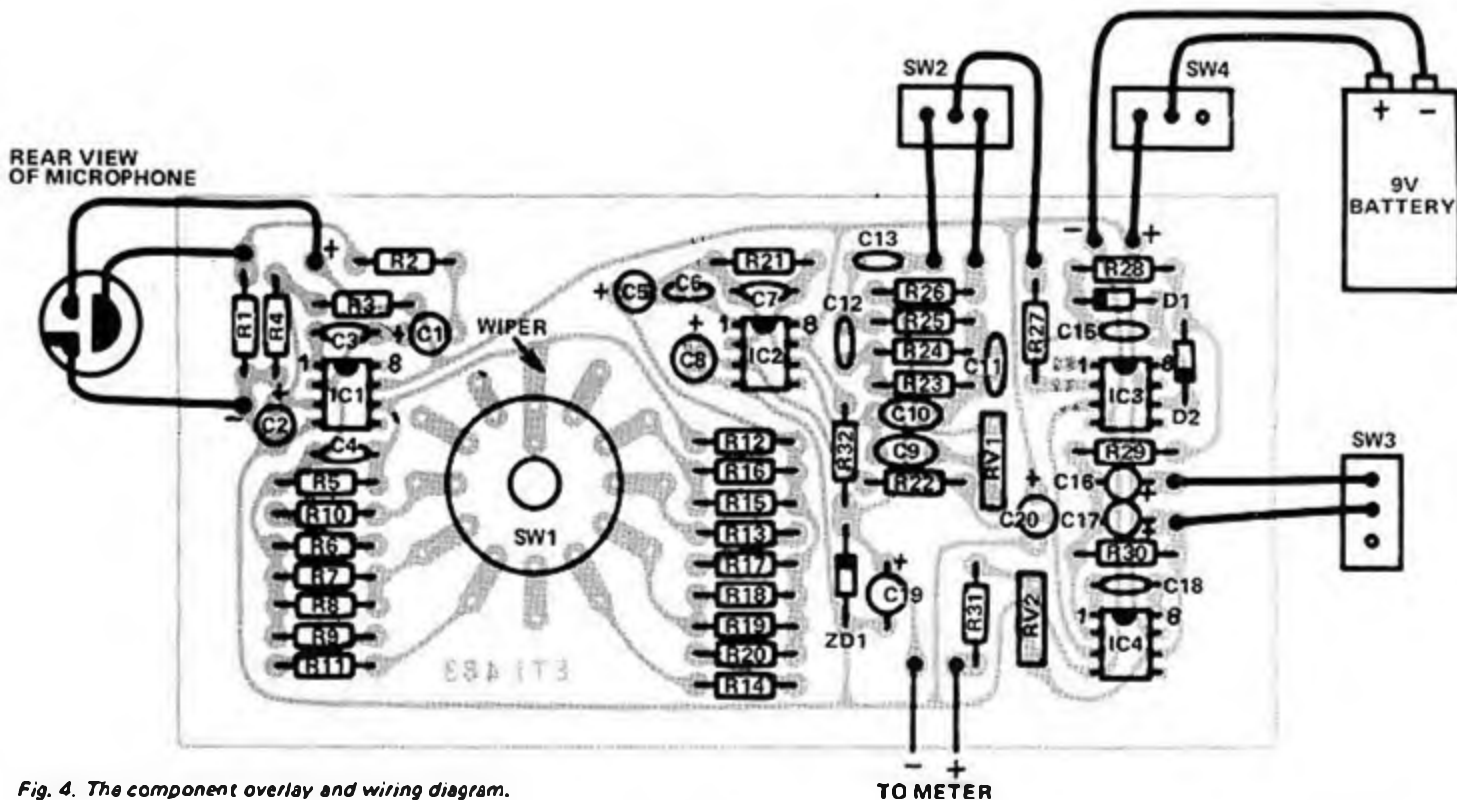 SW2
SW4
+ -
9V
BATTERY
REAR VIEW
OF MICROPHONE
+
R2
R1
R4
R3
C3
+
C1
1
8
IC1
+
-
C2
C4
R5
R10
R6
R7
R8
R9
R11
WIPER
SW1
ETI 483
+
C5
C6
R21
C7
C13
C12
+
C8
1
8
IC2
R26
R25
R24
R23
C11
C10
C9
R22
R32
RV1
R27
- +
R28
D1
C15
1
8
IC3
D2
R29
C16
+
C17
+
R30
C18
1
8
IC4
SW3
+
C20
R12
R16
R15
R13
R17
R18
R19
R20
R14
ZD1
+
C19
R31
RV2
- +
TO METER
Fig. 4. The component overlay and wiring diagram.